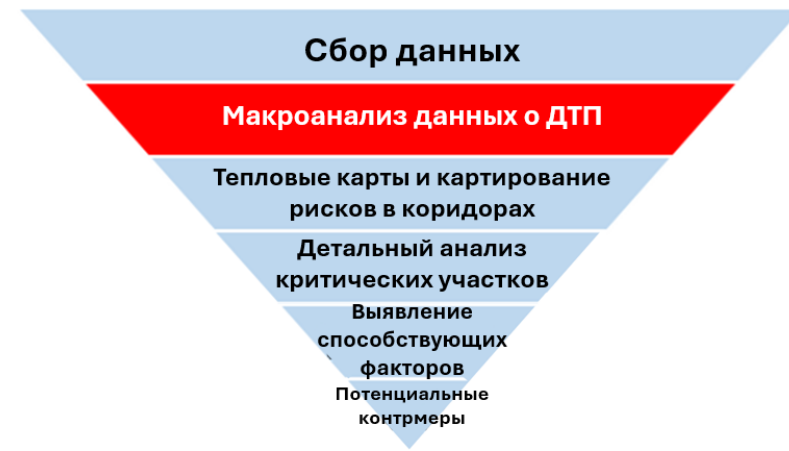 Сбор данных
Макроанализ данных о ДТП
Тепловые карты и картирование
рисков в коридорах
Детальный анализ
критических участков
Выявление
способствующих
факторов
Потенциальные
контрмеры